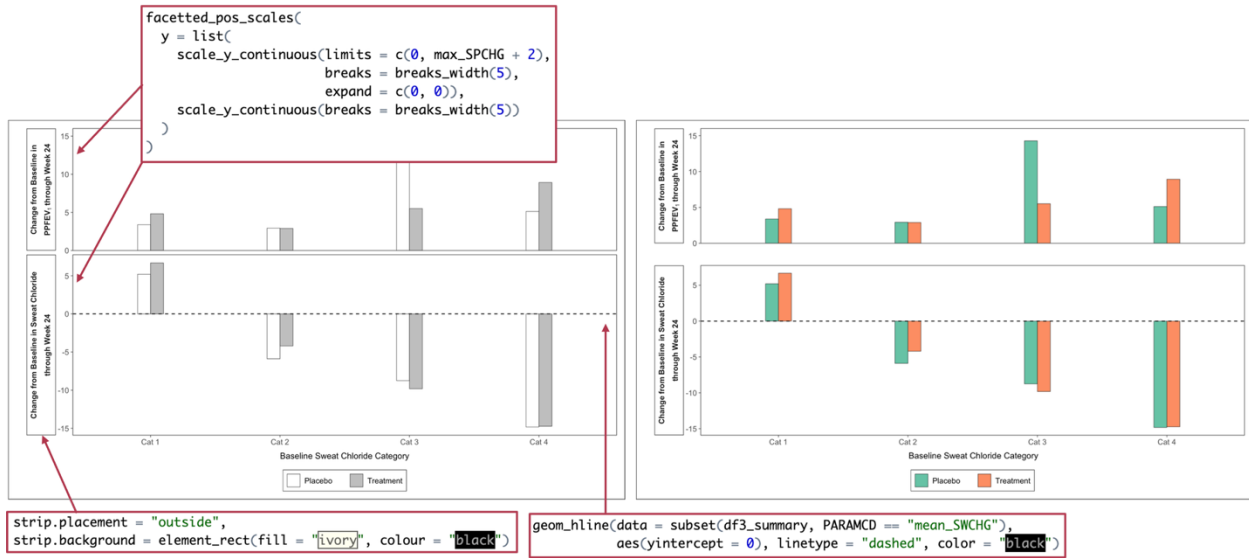 facetted_pos_scales(
  y = list(
    scale_y_continuous(limits = c(0, max_SPCHG + 2),
                       breaks = breaks_width(5),
                       expand = c(0, 0)),
    scale_y_continuous(breaks = breaks_width(5))
  )
)
Change from Baseline in
PPFEV₁ through Week 24
15
10
5
0
Change from Baseline in Sweat Chloride
through Week 24
5
0
-5
-10
-15
Cat 1 Cat 2 Cat 3 Cat 4
Baseline Sweat Chloride Category
Placebo Treatment
Change from Baseline in
PPFEV₁ through Week 24
15
10
5
0
Change from Baseline in Sweat Chloride
through Week 24
5
0
-5
-10
-15
Cat 1 Cat 2 Cat 3 Cat 4
Baseline Sweat Chloride Category
Placebo Treatment
strip.placement = "outside",
strip.background = element_rect(fill = "ivory", colour = "black")
geom_hline(data = subset(df3_summary, PARAMCD == "mean_SWCHG"),
           aes(yintercept = 0), linetype = "dashed", color = "black")